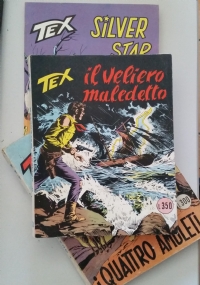 TEX
SILVER
STAR
TEX
il veliero
maledetto
L. 350
QUATTRO AMLETI